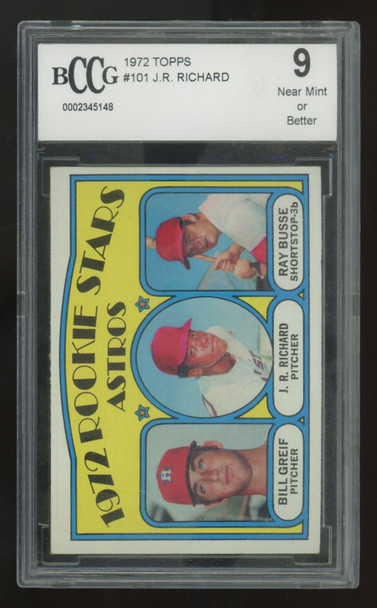 BCCG
0002345148
1972 TOPPS
#101 J.R. RICHARD
9
Near Mint
or
Better
1972 ROOKIE STARS
ASTROS
BILL GREIF
PITCHER
J. R. RICHARD
PITCHER
RAY BUSSE
SHORTSTOP-3b
H